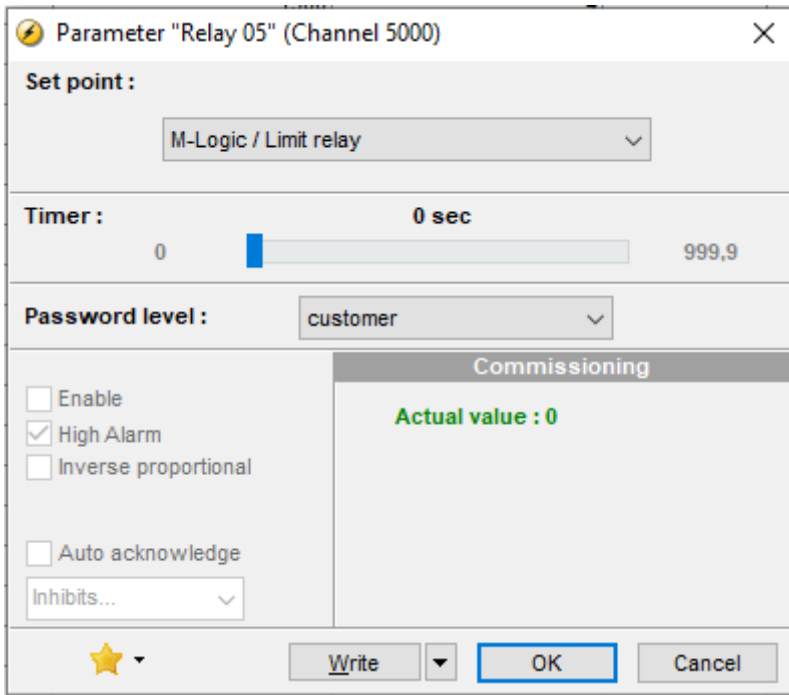 Parameter "Relay 05" (Channel 5000)
Set point :
M-Logic / Limit relay
Timer :
0 sec
0
999,9
Password level :
customer
Commissioning
Enable
High Alarm
Inverse proportional
Actual value : 0
Auto acknowledge
Inhibits...
Write
OK
Cancel